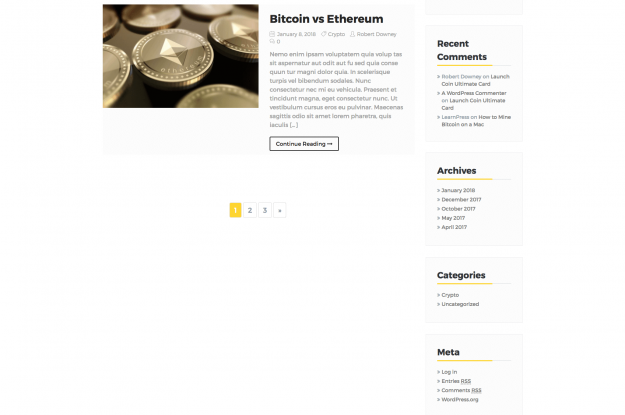 Bitcoin vs Ethereum
January 8, 2018 Crypto Robert Downey
0
Nemo enim ipsam voluptatem quia volup tas
sit aspernatur aut odit aut fu sed quia conse
quun tur magni dolor quia. In scelerisque
turpis vel bibendum sodales. Nunc
consectetur nec mi eu vehicula. Praesent et
tincidunt magna, eget consectetur nunc. Ut
vestibulum cursus eros eu pulvinar. Maecenas
sagittis odio sit amet lorem pharetra, quis
iaculis [...]
Continue Reading →
1 2 3 »
Recent
Comments
» Robert Downey on Launch
Coin Ultimate Card
» A WordPress Commenter
on Launch Coin Ultimate
Card
» LearnPress on How to Mine
Bitcoin on a Mac
Archives
» January 2018
» December 2017
» October 2017
» May 2017
» April 2017
Categories
» Crypto
» Uncategorized
Meta
» Log in
» Entries RSS
» Comments RSS
» WordPress.org